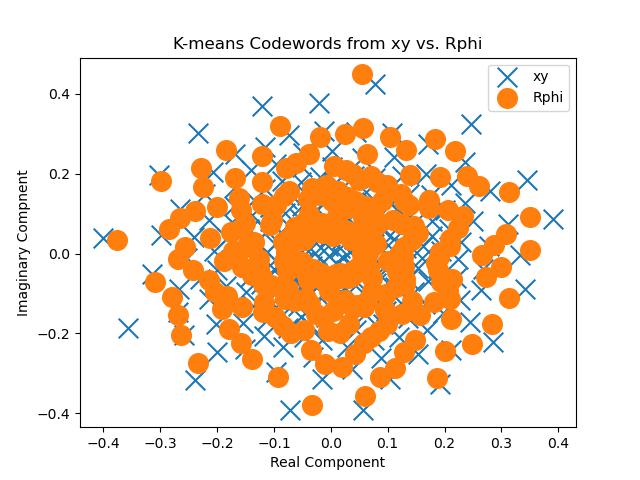 K-means Codewords from xy vs. Rphi
xy
Rphi
0.4
0.2
0.0
−0.2
−0.4
Imaginary Compnent
−0.4 −0.3 −0.2 −0.1 0.0 0.1 0.2 0.3 0.4
Real Component